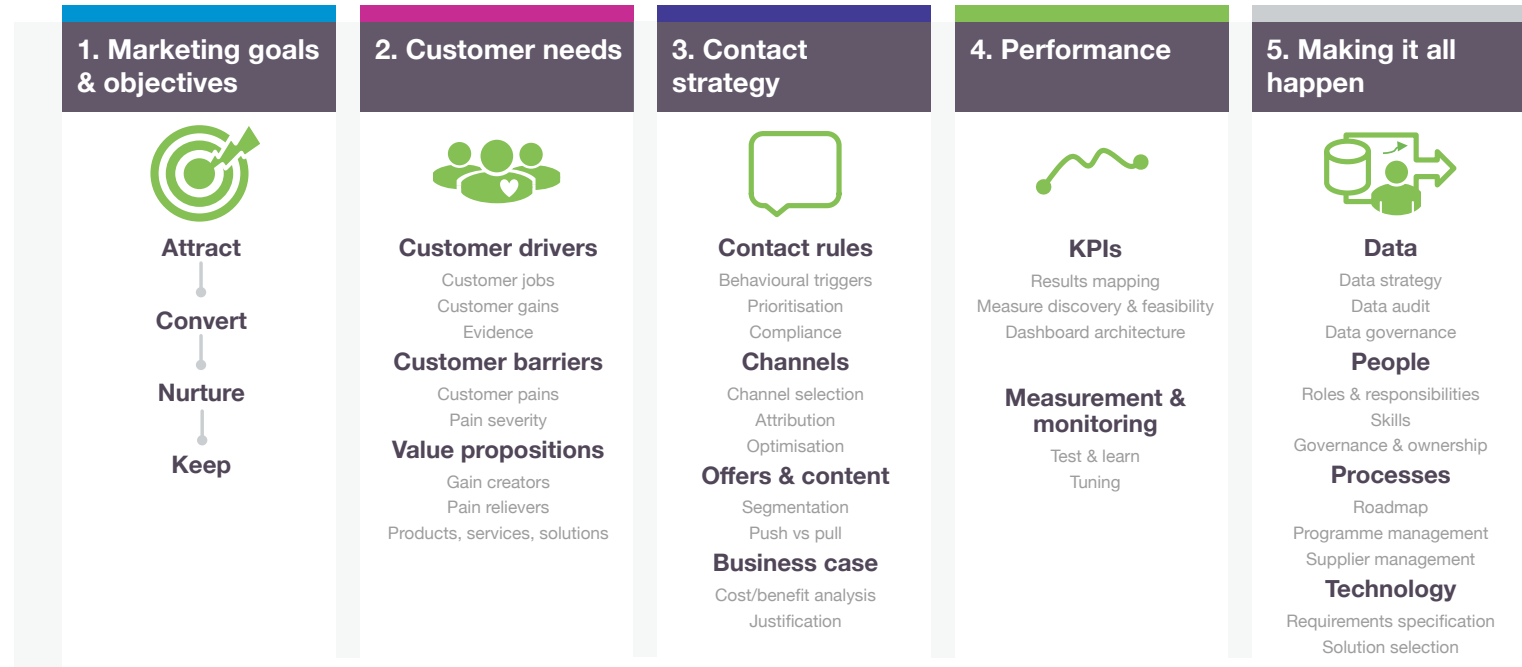 1. Marketing goals
& objectives
Attract
Convert
Nurture
Keep
2. Customer needs
Customer drivers
Customer jobs
Customer gains
Evidence
Customer barriers
Customer pains
Pain severity
Value propositions
Gain creators
Pain relievers
Products, services, solutions
3. Contact
strategy
Contact rules
Behavioural triggers
Prioritisation
Compliance
Channels
Channel selection
Attribution
Optimisation
Offers & content
Segmentation
Push vs pull
Business case
Cost/benefit analysis
Justification
4. Performance
KPIs
Results mapping
Measure discovery & feasibility
Dashboard architecture
Measurement &
monitoring
Test & learn
Tuning
5. Making it all
happen
Data
Data strategy
Data audit
Data governance
People
Roles & responsibilities
Skills
Governance & ownership
Processes
Roadmap
Programme management
Supplier management
Technology
Requirements specification
Solution selection